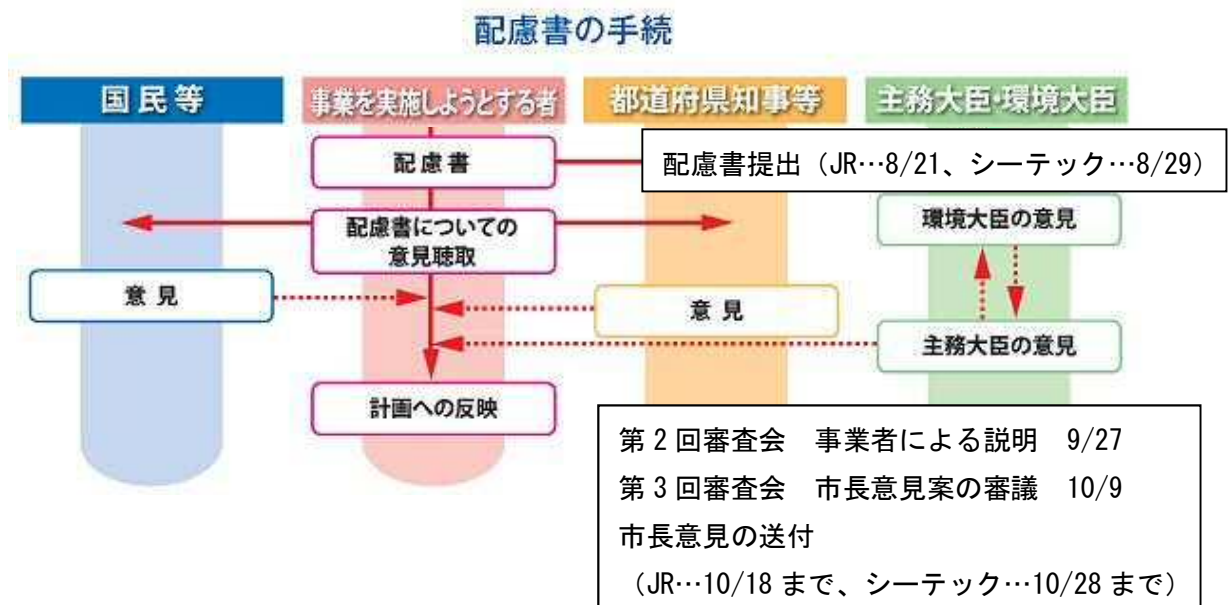 配慮書の手続
国民等
事業を実施しようとする者
都道府県知事等
主務大臣・環境大臣
配慮書
配慮書提出（JR…8/21、シーテック…8/29）
配慮書についての
意見聴取
環境大臣の意見
意見
意見
主務大臣の意見
計画への反映
第2回審査会　事業者による説明　9/27
第3回審査会　市長意見案の審議　10/9
市長意見の送付
（JR…10/18まで、シーテック…10/28まで）